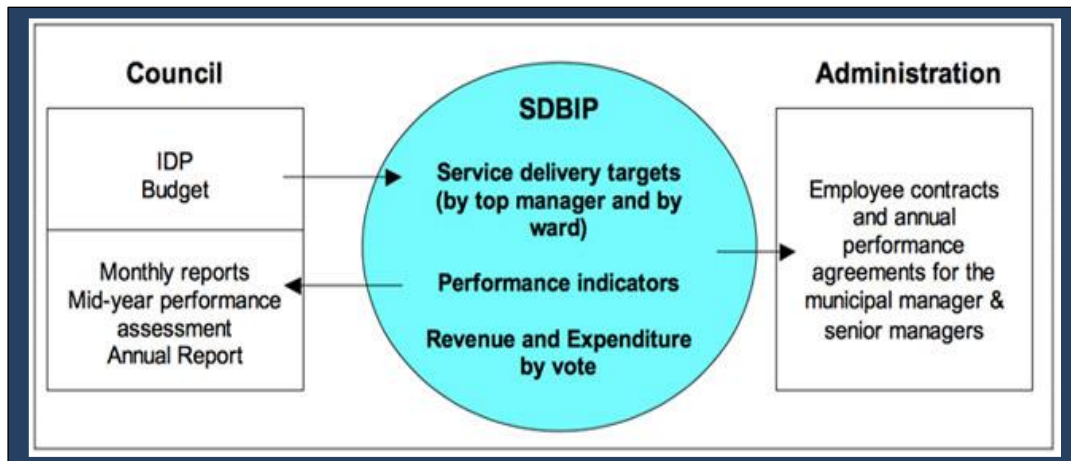 Council
IDP
Budget
Monthly reports
Mid-year performance
assessment
Annual Report
SDBIP
Service delivery targets
(by top manager and by
ward)
Performance indicators
Revenue and Expenditure
by vote
Administration
Employee contracts
and annual
performance
agreements for the
municipal manager &
senior managers